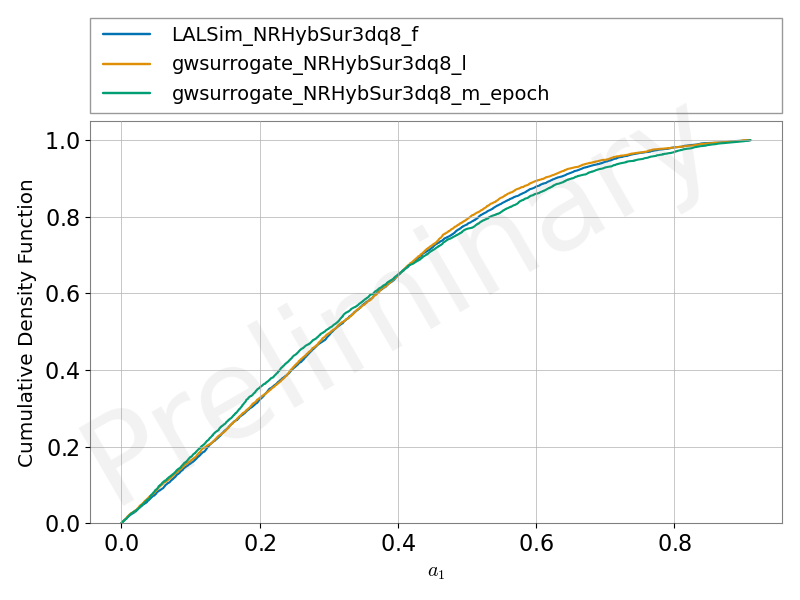 LALSim_NRHybSur3dq8_f
gwsurrogate_NRHybSur3dq8_l
gwsurrogate_NRHybSur3dq8_m_epoch
1.0
0.8
0.6
0.4
0.2
0.0
Cumulative Density Function
Preliminary
0.0 0.2 0.4 0.6 0.8
a₁